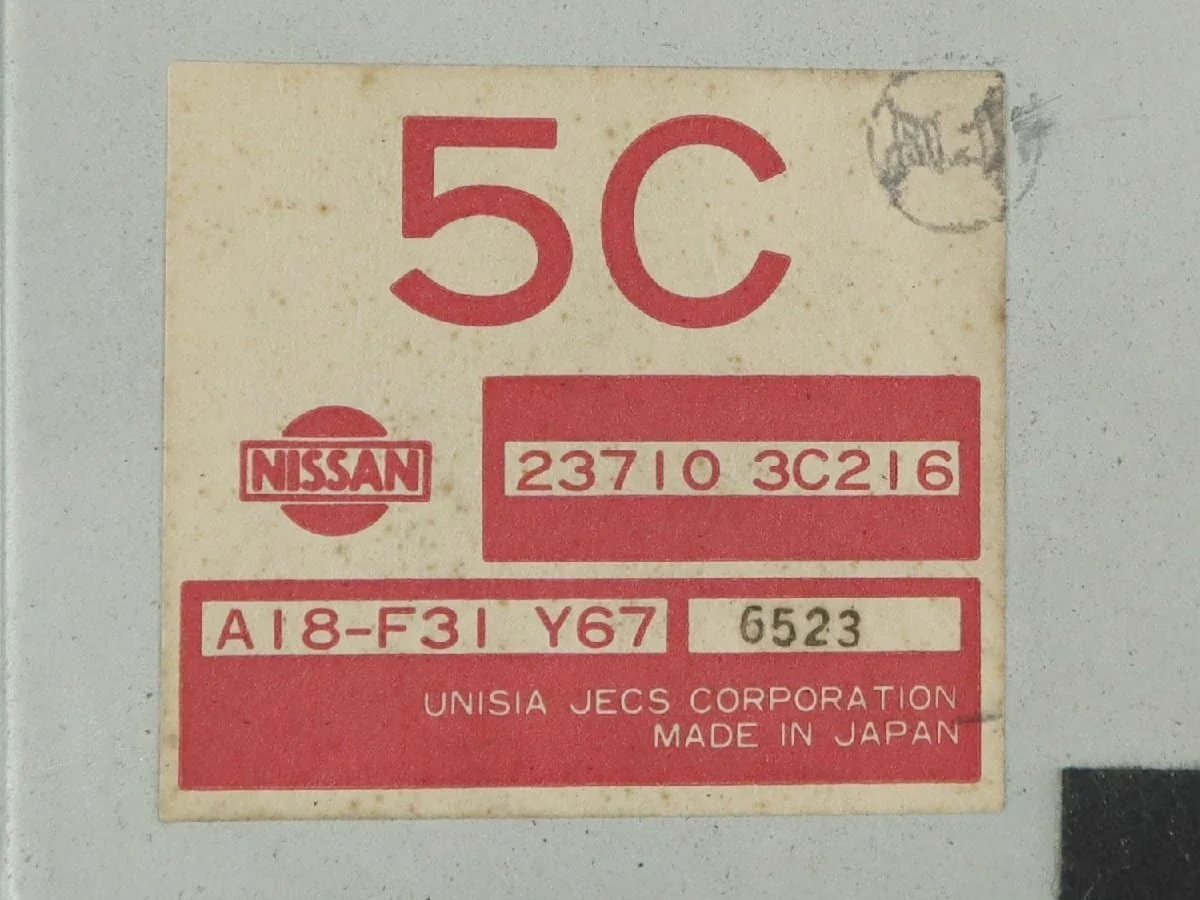 5C
NISSAN
23710 3C216
A18-F31 Y67
6523
UNISIA JECS CORPORATION
MADE IN JAPAN